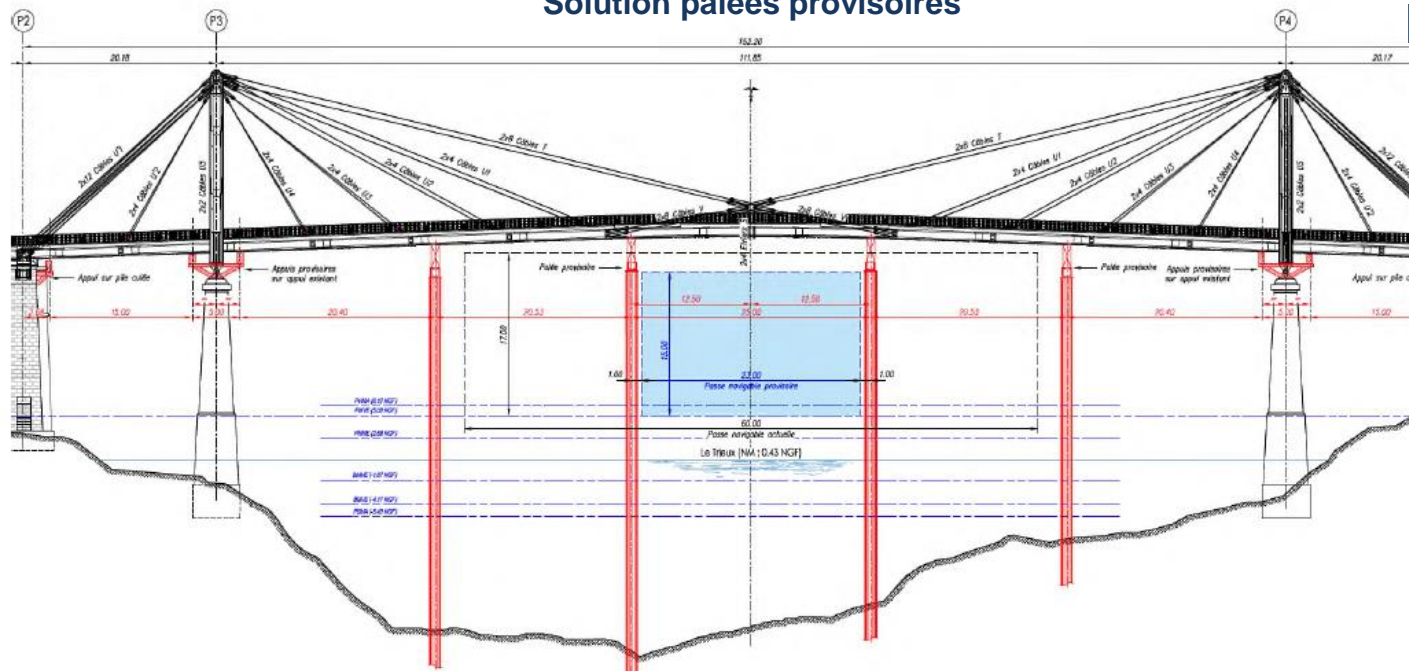 Solution palées provisoires
P2
P3
P4
152.20
20.18
111.85
20.17
2x12 Câbles U1
2x4 Câbles U2
2x2 Câbles U3
2x4 Câbles U4
2x4 Câbles U3
2x4 Câbles U2
2x4 Câbles U1
2x8 Câbles T
2x8 Câbles T
2x4 Câbles U1
2x4 Câbles U2
2x4 Câbles U3
2x4 Câbles U4
2x4 Câbles U2
Appui sur pile culée
Appuis provisoires
sur appui existant
Palée provisoire
Palée provisoire
Appuis provisoires
sur appui existant
Appui sur pile
15.00
5.00
20.40
20.53
12.50
12.50
25.00
20.40
5.00
15.00
17.00
15.00
1.00
23.00
1.00
Passe navigable provisoire
60.00
Passe navigable actuelle
Le Trieux (NM : 0.43 NGF)